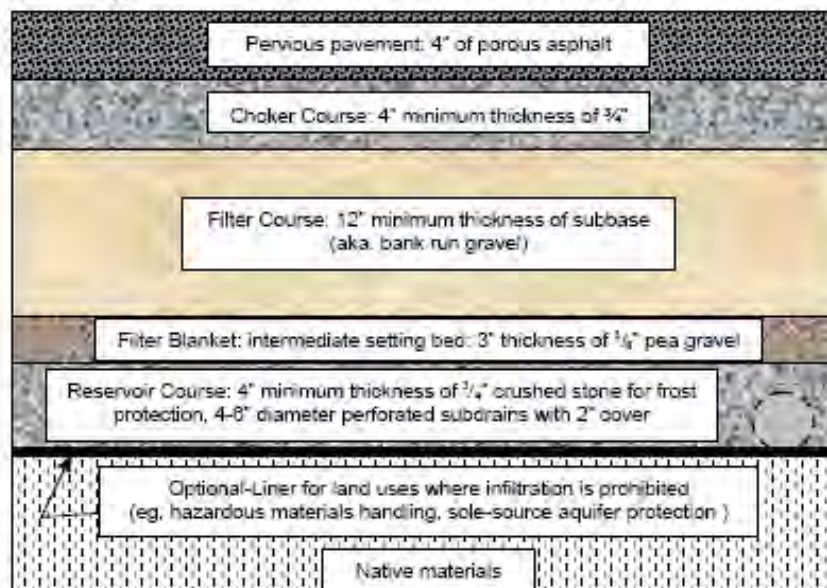 Pervious pavement: 4" of porous asphalt
Choker Course: 4" minimum thickness of ¾"
Filter Course: 12" minimum thickness of subbase
(aka. bank run gravel)
Filter Blanket: intermediate setting bed: 3" thickness of ³/₈" pea gravel
Reservoir Course: 4" minimum thickness of ³/₄" crushed stone for frost
protection, 4-6" diameter perforated subdrains with 2" cover
Optional-Liner for land uses where infiltration is prohibited
(eg, hazardous materials handling, sole-source aquifer protection )
Native materials